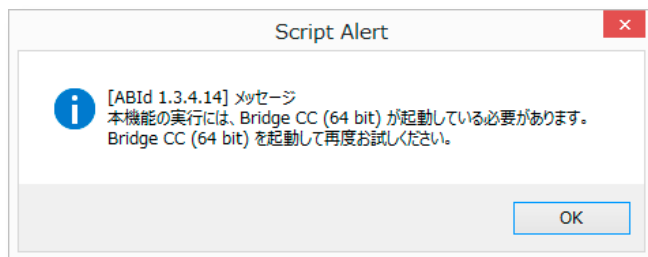 Script Alert
[ABId 1.3.4.14] メッセージ
本機能の実行には、Bridge CC (64 bit) が起動している必要があります。
Bridge CC (64 bit) を起動して再度お試しください。
OK